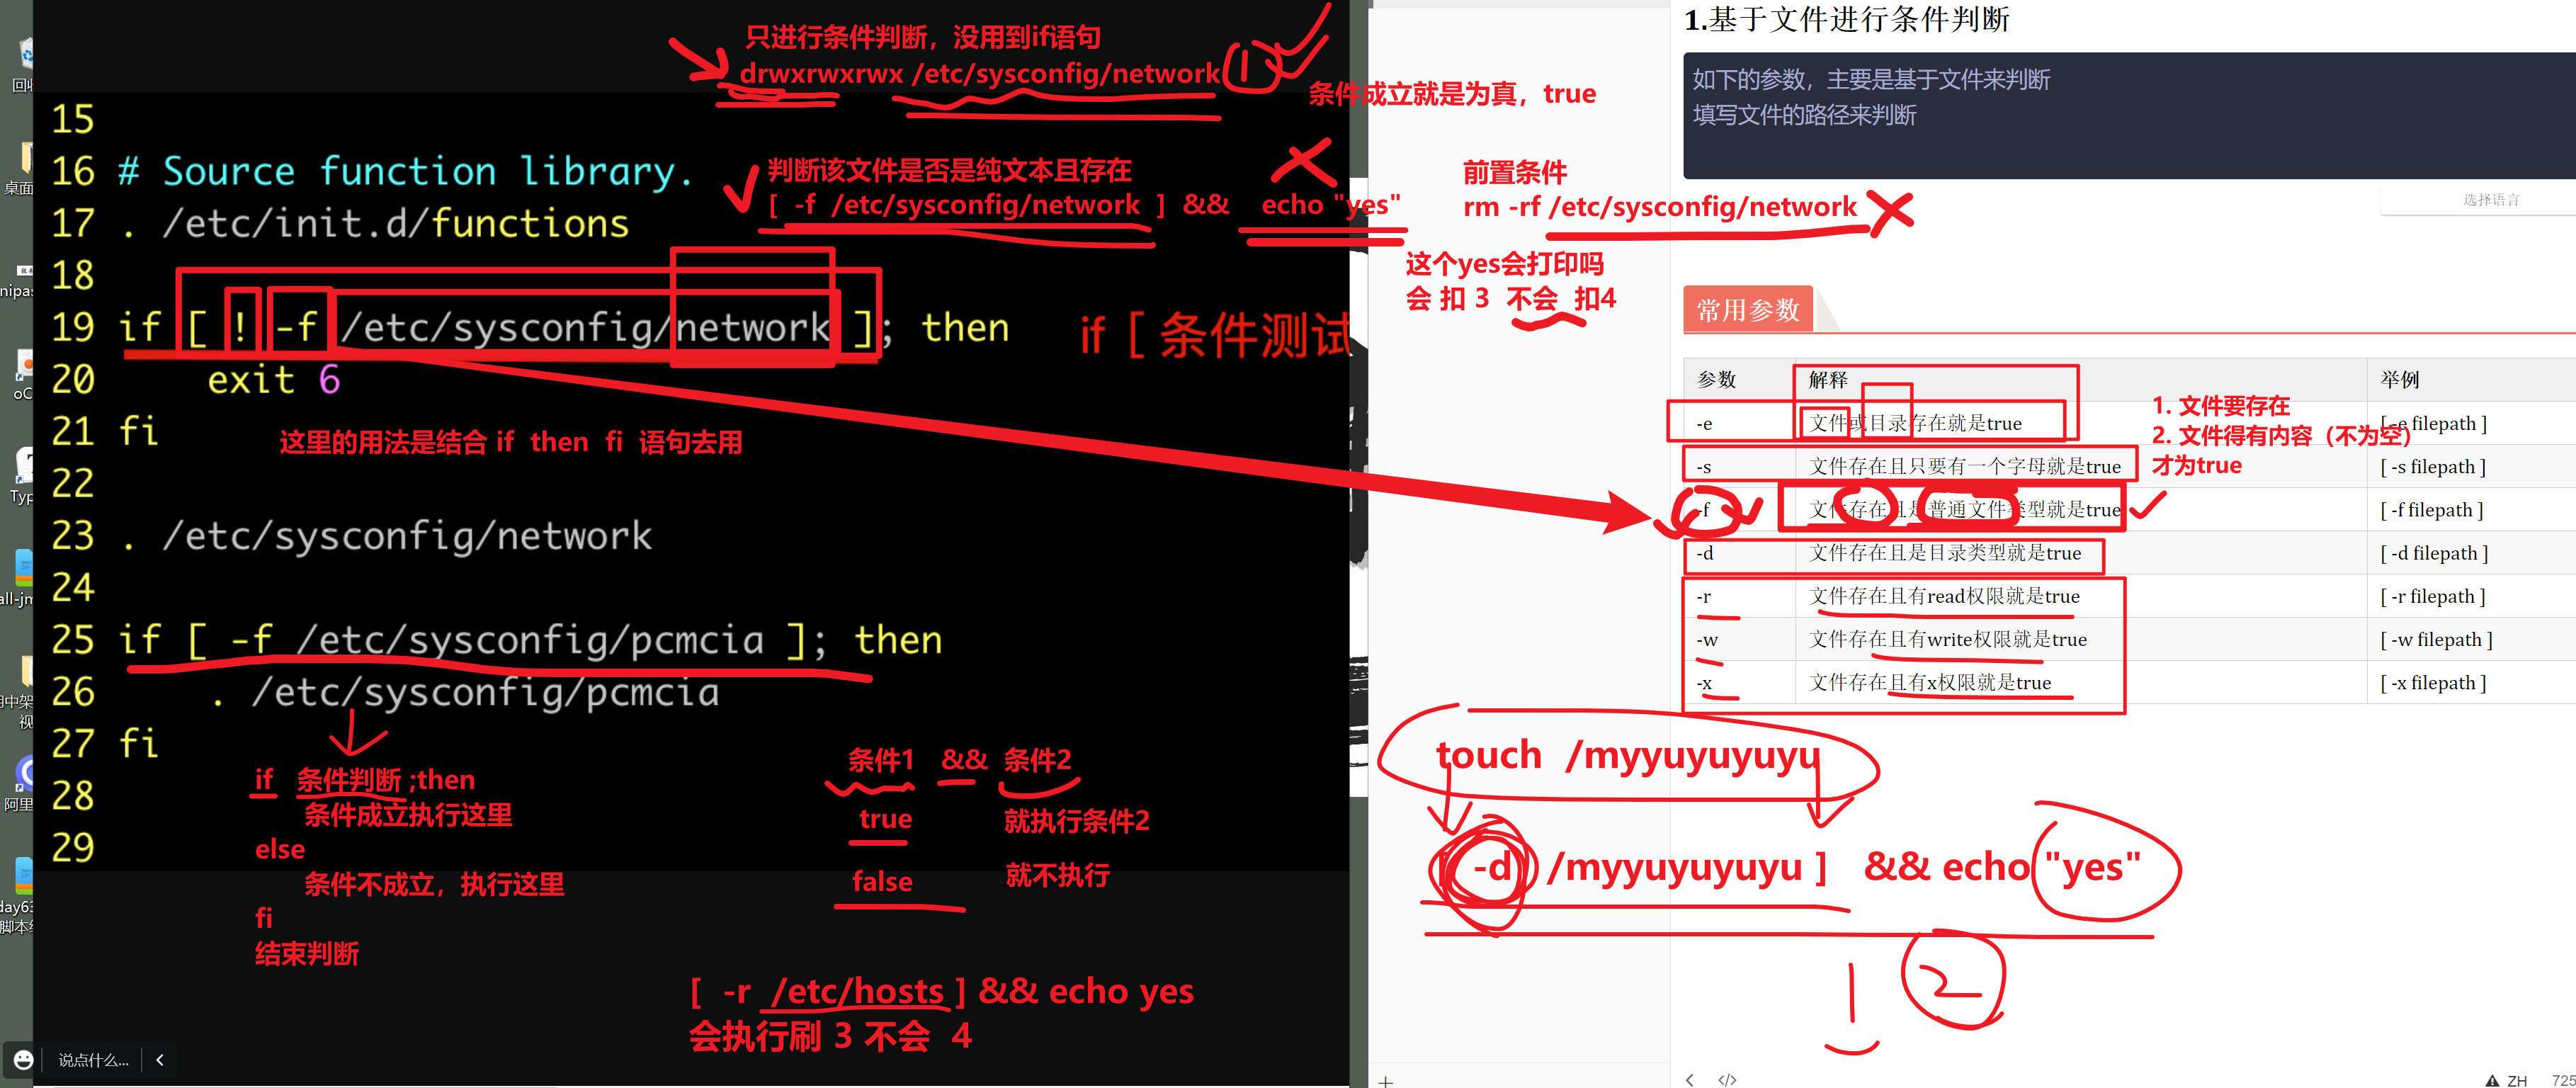 只进行条件判断，没用到if语句
drwxrwxrwx /etc/sysconfig/network
1
条件成立就是为真，true
判断该文件是否是纯文本且存在
[ -f /etc/sysconfig/network ] && echo "yes"
前置条件
rm -rf /etc/sysconfig/network
这个yes会打印吗
会 扣 3 不会 扣4
15
16 # Source function library.
17 . /etc/init.d/functions
18
19 if [ ! -f /etc/sysconfig/network ]; then
if [ 条件测试
20 exit 6
21 fi
这里的用法是结合 if then fi 语句去用
22
23 . /etc/sysconfig/network
24
25 if [ -f /etc/sysconfig/pcmcia ]; then
26 . /etc/sysconfig/pcmcia
27 fi
28
29
if 条件判断 ;then
条件成立执行这里
else
条件不成立，执行这里
fi
结束判断
条件1 && 条件2
true 就执行条件2
false 就不执行
[ -r /etc/hosts ] && echo yes
会执行刷 3 不会 4
说点什么...
1.基于文件进行条件判断
如下的参数，主要是基于文件来判断
填写文件的路径来判断
选择语言
常用参数
参数 解释 举例
-e 文件或目录存在就是true [ -e filepath ]
-s 文件存在且只要有一个字母就是true [ -s filepath ]
-f 文件存在且是普通文件类型就是true [ -f filepath ]
-d 文件存在且是目录类型就是true [ -d filepath ]
-r 文件存在且有read权限就是true [ -r filepath ]
-w 文件存在且有write权限就是true [ -w filepath ]
-x 文件存在且有x权限就是true [ -x filepath ]
1. 文件要存在
2. 文件得有内容（不为空）
才为true
touch /myyuyuyuyu
[ -d /myyuyuyuyu ] && echo "yes"
1 2
</> ZH